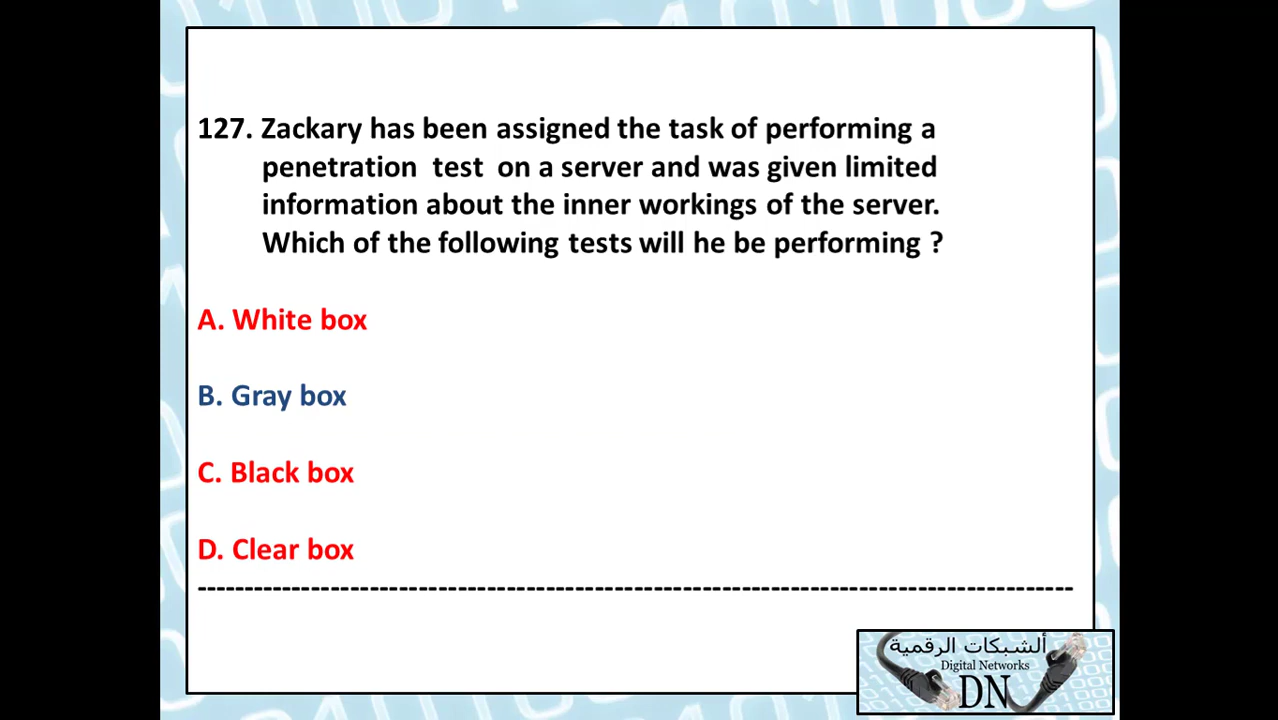 127. Zackary has been assigned the task of performing a
penetration test on a server and was given limited
information about the inner workings of the server.
Which of the following tests will he be performing ?
A. White box
B. Gray box
C. Black box
D. Clear box
--------------------------------------------------------------------------------------------
ألشبكات الرقمية
Digital Networks
DN